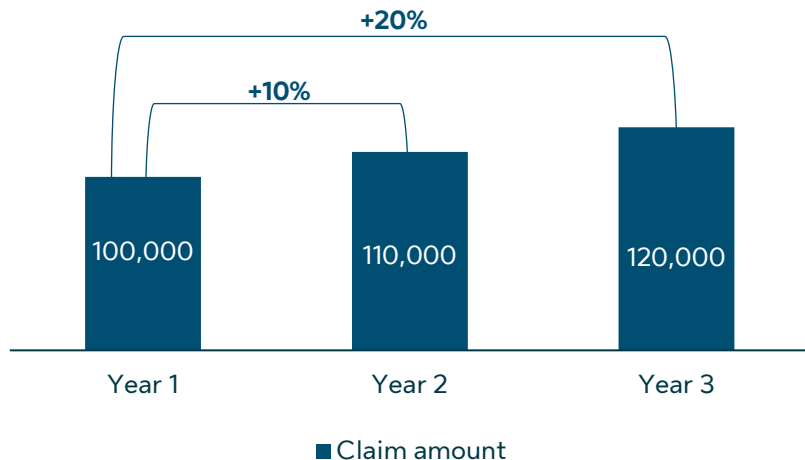 +20%
+10%
100,000
110,000
120,000
Year 1
Year 2
Year 3
Claim amount